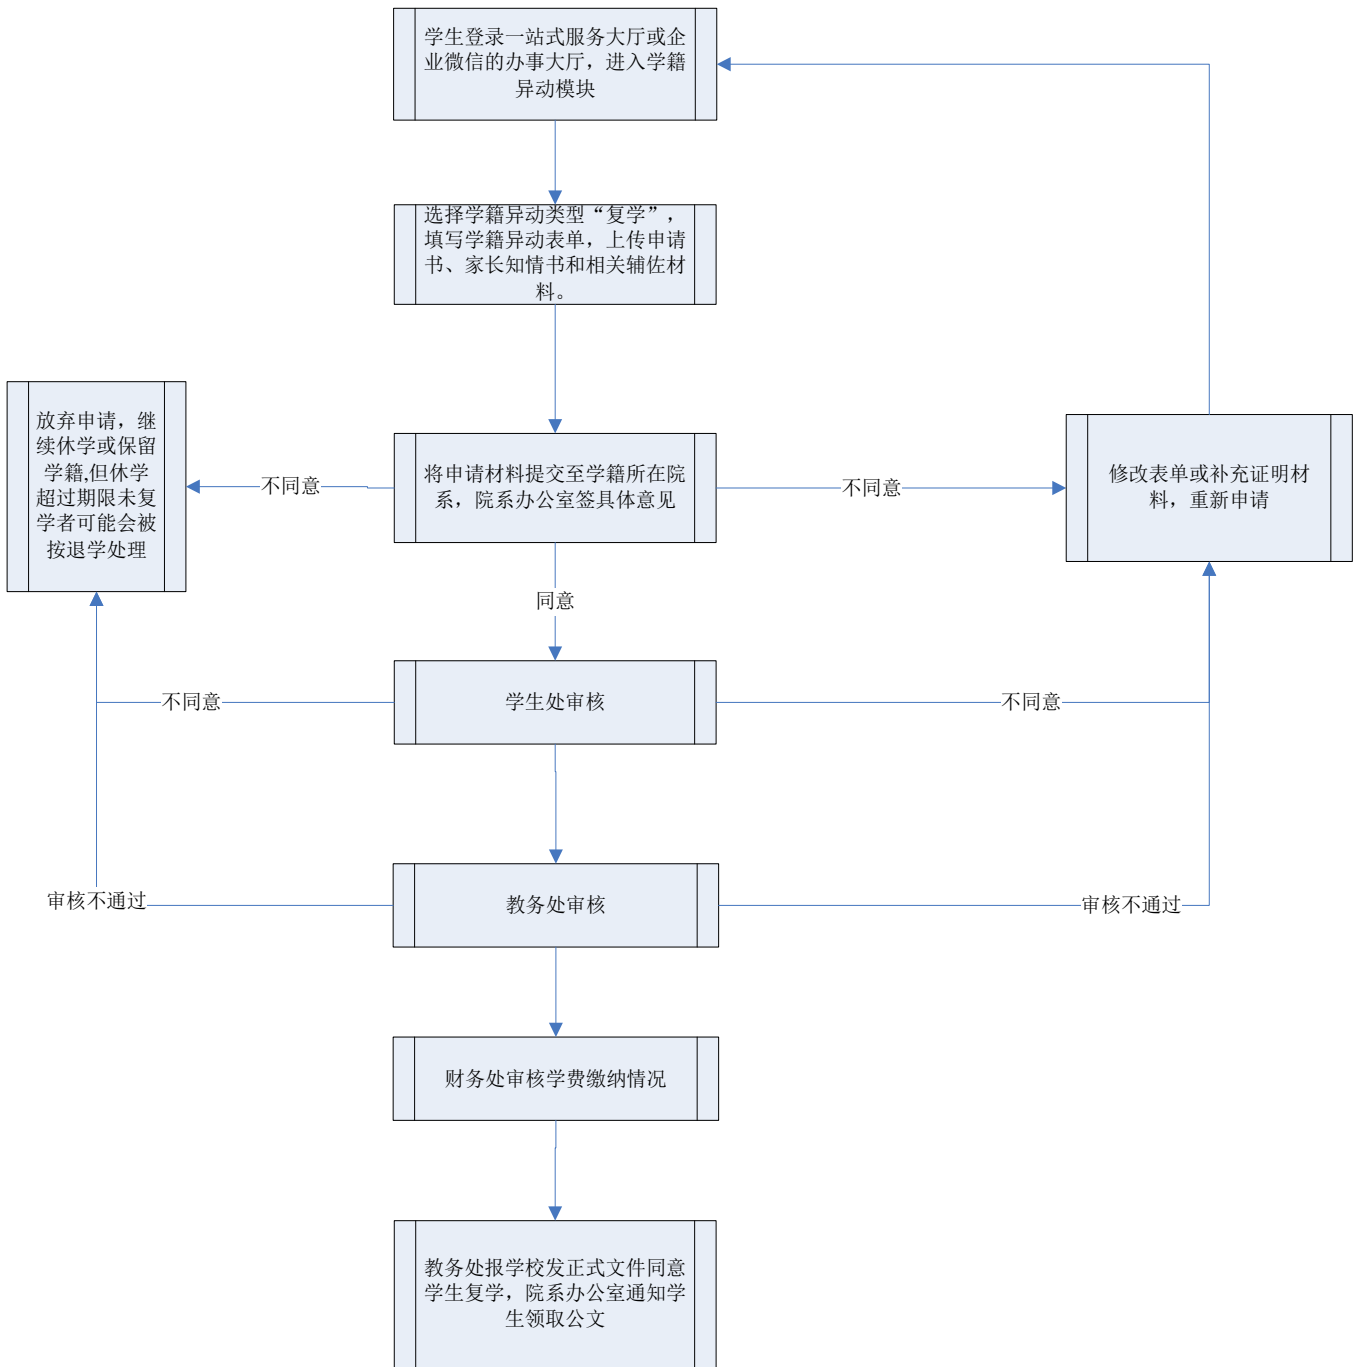 学生登录一站式服务大厅或企
业微信的办事大厅，进入学籍
异动模块
选择学籍异动类型“复学”，
填写学籍异动表单，上传申请
书、家长知情书和相关辅佐材
料。
放弃申请，继
续休学或保留
学籍,但休学
超过期限未复
学者可能会被
按退学处理
不同意
将申请材料提交至学籍所在院
系，院系办公室签具体意见
不同意
修改表单或补充证明材
料，重新申请
同意
不同意
学生处审核
不同意
审核不通过
教务处审核
审核不通过
财务处审核学费缴纳情况
教务处报学校发正式文件同意
学生复学，院系办公室通知学
生领取公文